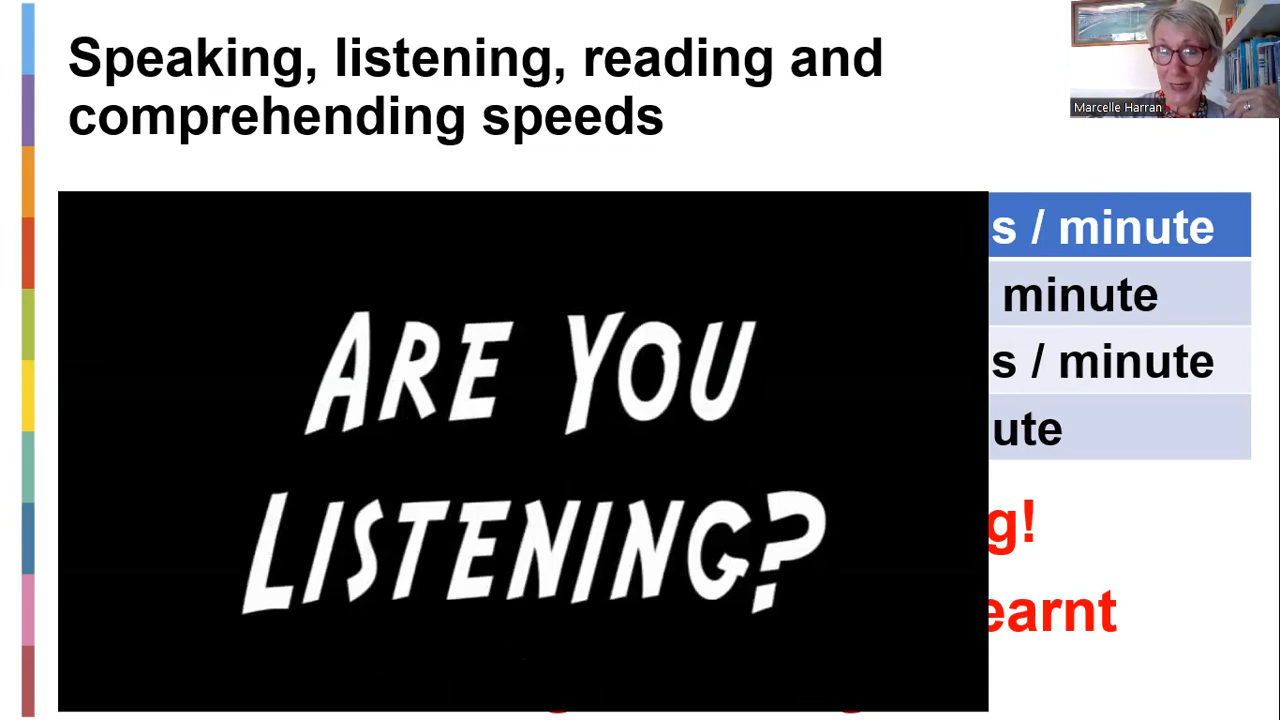 Speaking, listening, reading and
comprehending speeds
Marcelle Harran
s / minute
minute
s / minute
ute
ARE YOU
LISTENING?
g!
earnt